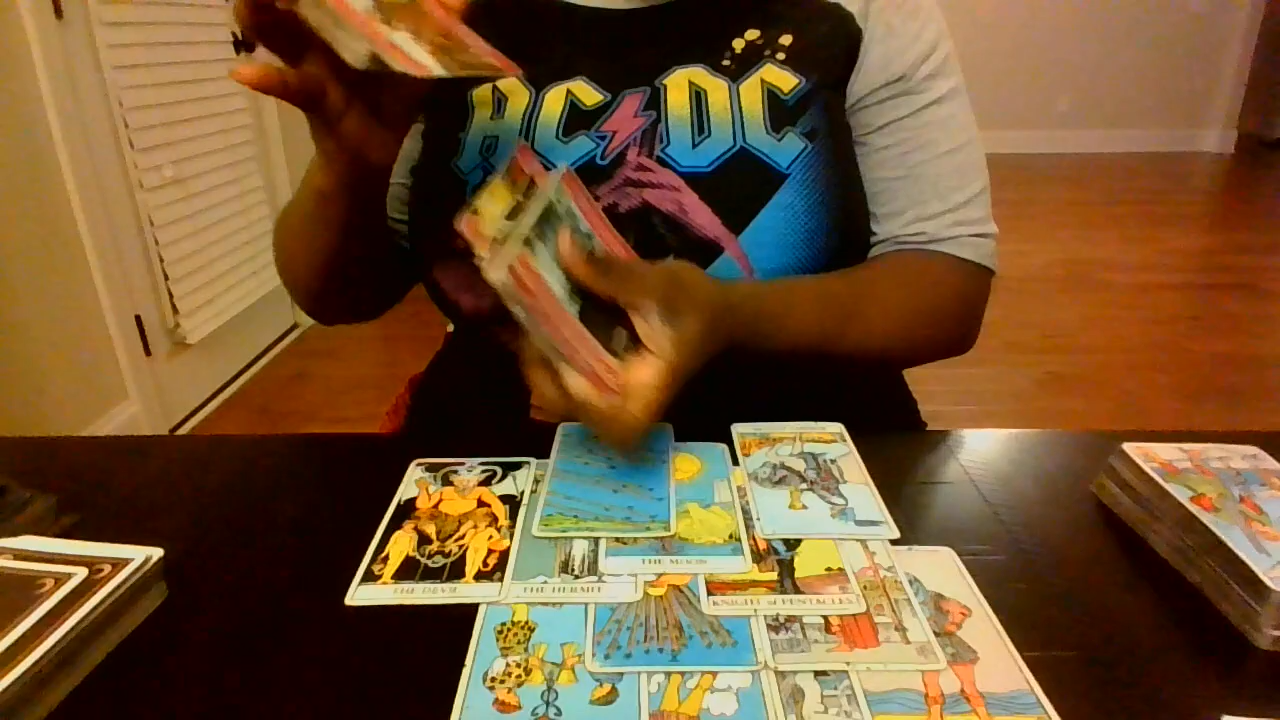 AC DC
THE DEVIL
THE HERMIT
THE MOON
KNIGHT of PENTACLES